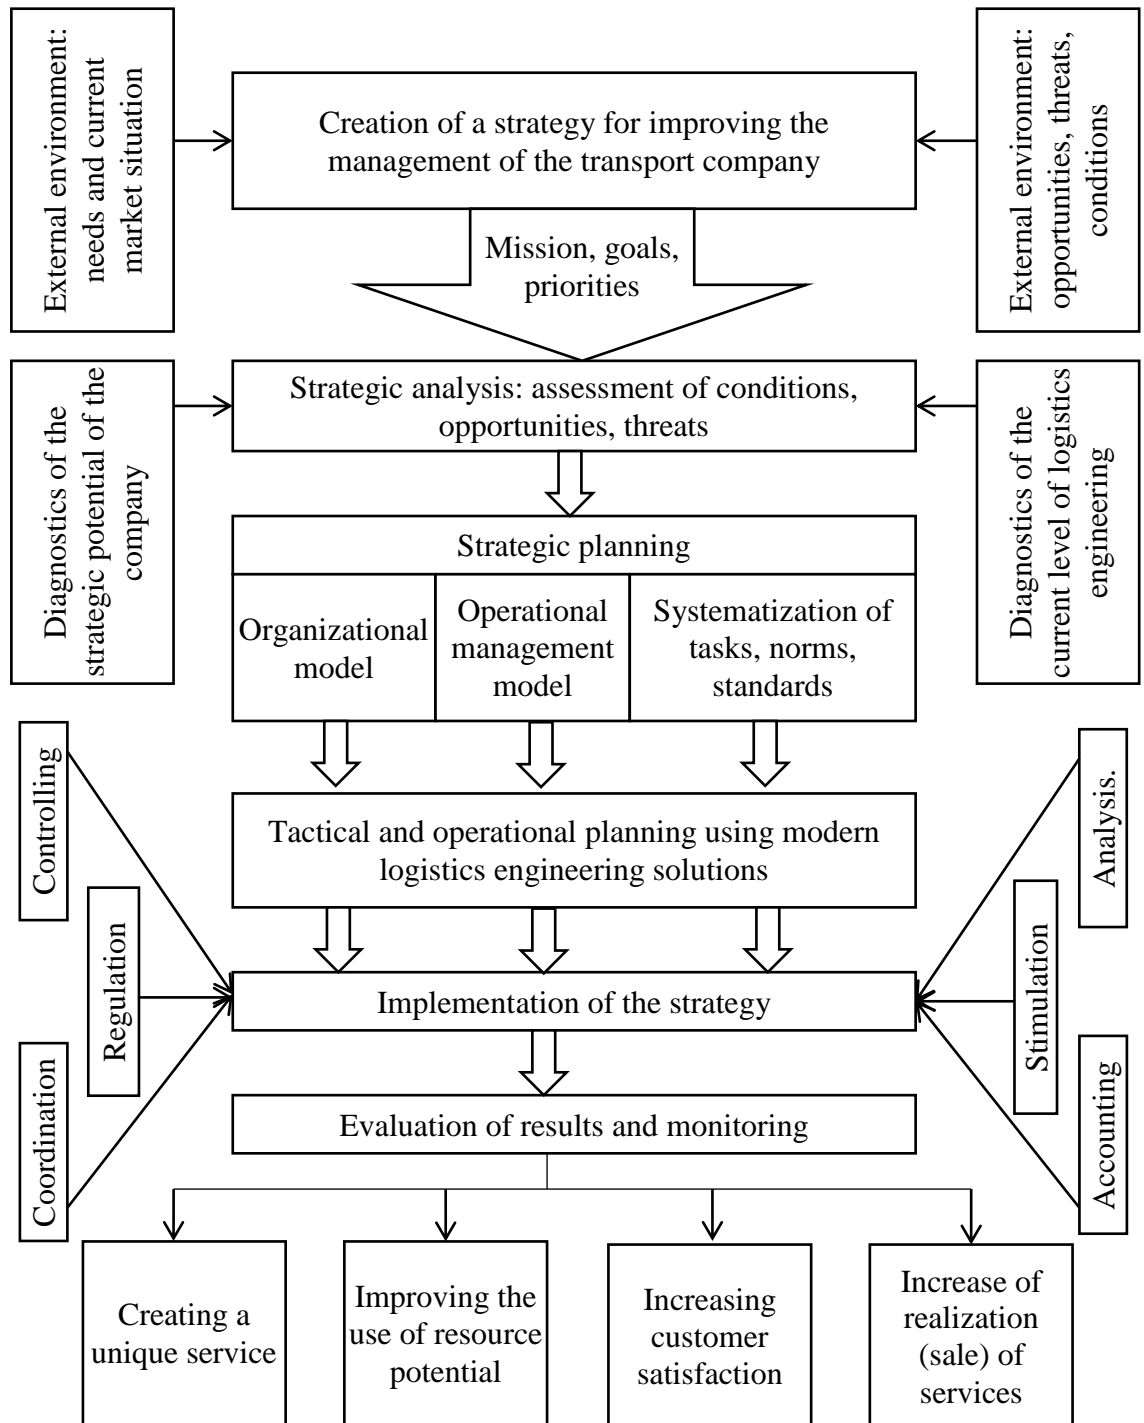 External environment:
needs and current
market situation
Creation of a strategy for improving the
management of the transport company
External environment:
opportunities, threats,
conditions
Mission, goals,
priorities
Diagnostics of the
strategic potential of the
company
Strategic analysis: assessment of conditions,
opportunities, threats
Diagnostics of the
current level of logistics
engineering
Strategic planning
Organizational
model
Operational
management
model
Systematization of
tasks, norms,
standards
Controlling
Regulation
Coordination
Tactical and operational planning using modern
logistics engineering solutions
Analysis.
Stimulation
Accounting
Implementation of the strategy
Evaluation of results and monitoring
Creating a
unique service
Improving the
use of resource
potential
Increasing
customer
satisfaction
Increase of
realization
(sale) of
services